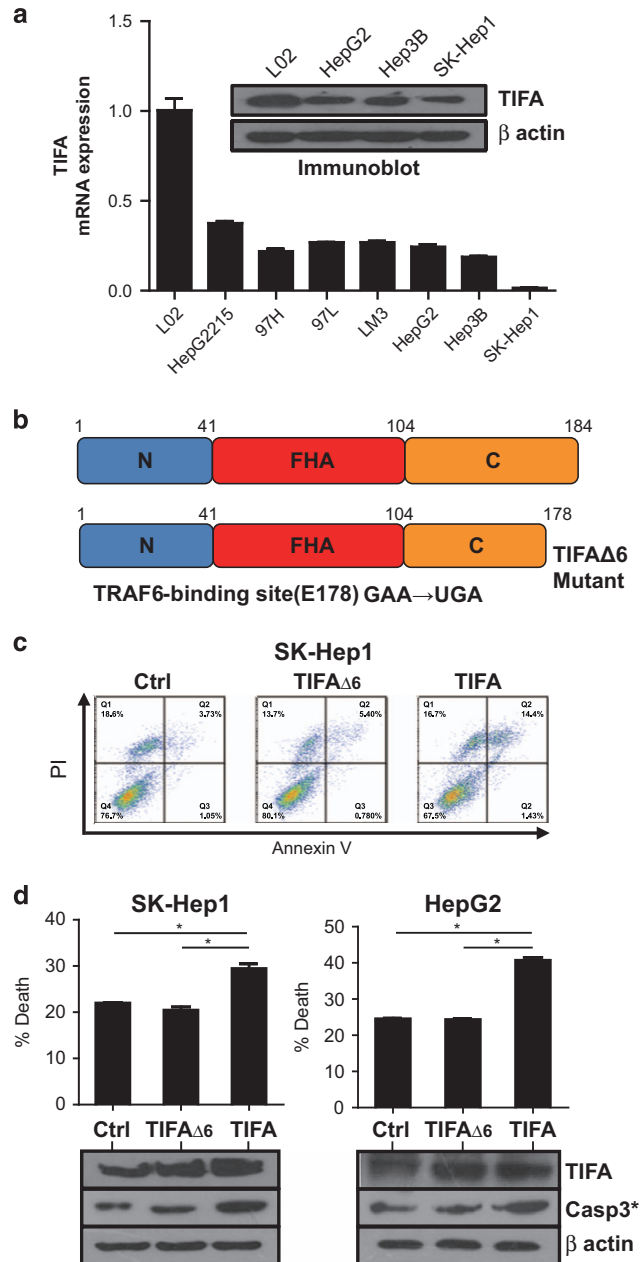 a
TIFA
mRNA expression
1.5
1.0
0.5
0.0
L02
HepG2
Hep3B
SK-Hep1
TIFA
β actin
Immunoblot
L02
HepG2215
97H
97L
LM3
HepG2
Hep3B
SK-Hep1
b
1 41 104 184
N FHA C
1 41 104 178
N FHA C
TIFAΔ6
Mutant
TRAF6-binding site(E178) GAA→UGA
c
SK-Hep1
Ctrl TIFAΔ6 TIFA
PI
Q1 Q2
18.6% 3.73%
Q4 Q3
76.7% 1.05%
Q1 Q2
13.7% 5.40%
Q4 Q3
80.1% 0.780%
Q1 Q2
16.7% 14.4%
Q3 Q2
67.5% 1.43%
Annexin V
d
SK-Hep1
% Death
40
30
20
10
0
* *
Ctrl TIFAΔ6 TIFA
HepG2
% Death
50
40
30
20
10
0
* *
Ctrl TIFAΔ6 TIFA
TIFA
Casp3*
β actin